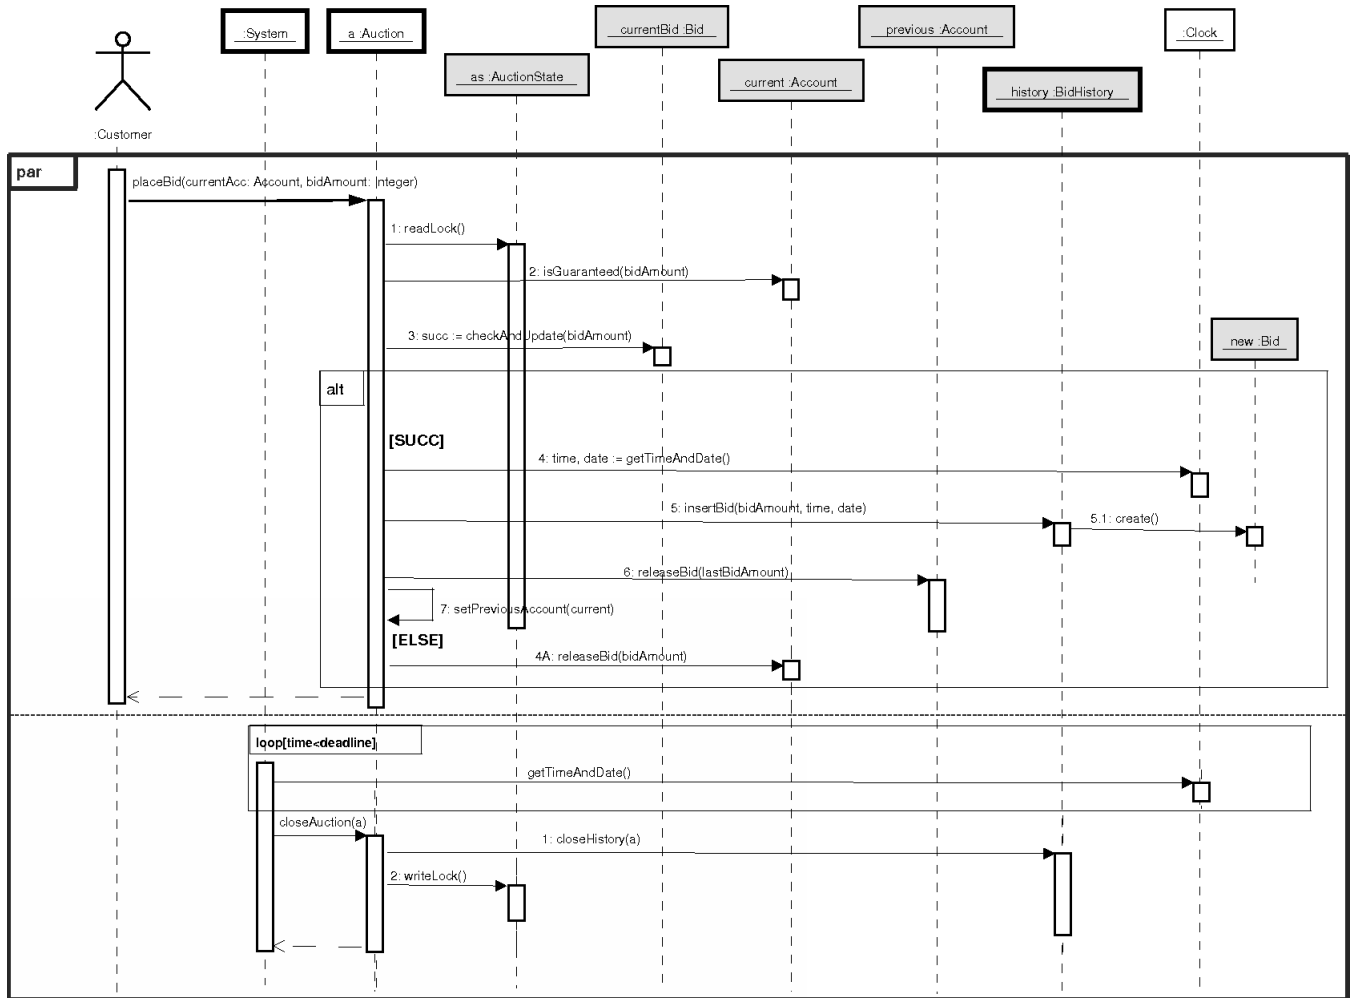 :System
a :Auction
currentBid :Bid
previous :Account
:Clock
as :AuctionState
current :Account
history :BidHistory
:Customer
par
placeBid(currentAcc: Account, bidAmount: Integer)
1: readLock()
2: isGuaranteed(bidAmount)
3: succ := checkAndUpdate(bidAmount)
new :Bid
alt
[SUCC]
4: time, date := getTimeAndDate()
5: insertBid(bidAmount, time, date)
5.1: create()
6: releaseBid(lastBidAmount)
7: setPreviousAccount(current)
[ELSE]
4A: releaseBid(bidAmount)
loop[time<deadline]
getTimeAndDate()
closeAuction(a)
1: closeHistory(a)
2: writeLock()